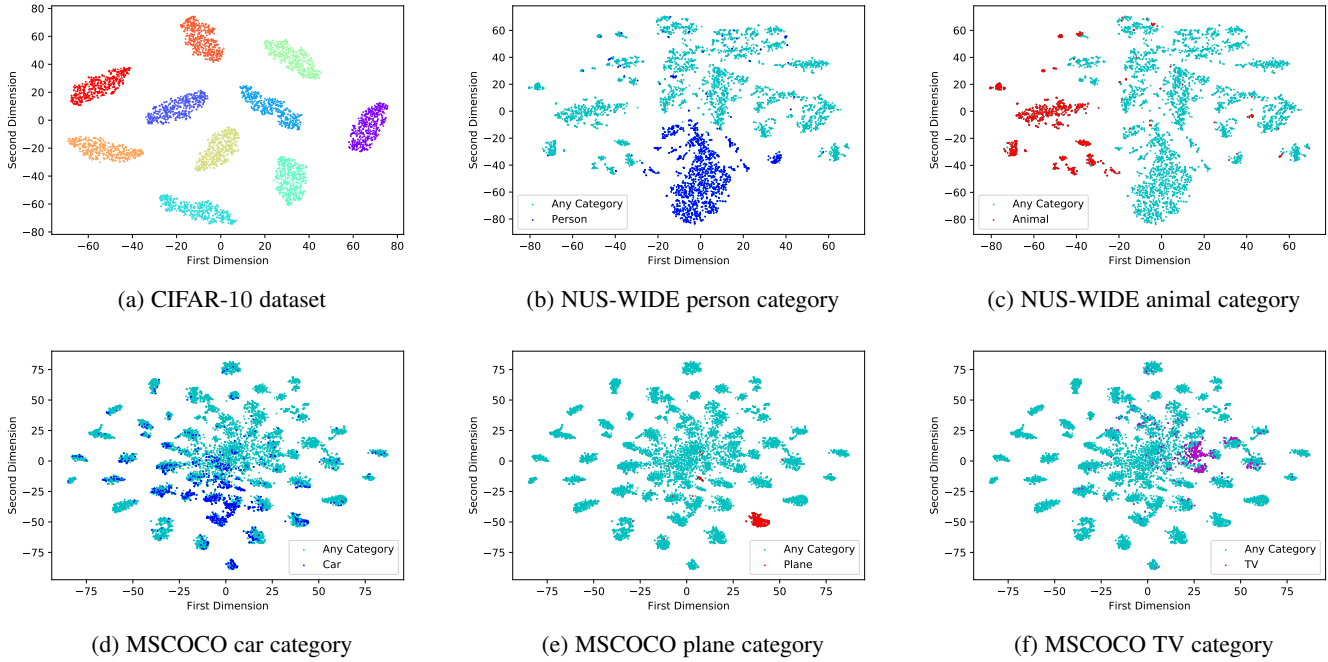 80
60
40
20
0
−20
−40
−60
−80
Second Dimension
−60 −40 −20 0 20 40 60 80
First Dimension
(a) CIFAR-10 dataset
60
40
20
0
−20
−40
−60
−80
Second Dimension
Any Category
Person
−80 −60 −40 −20 0 20 40 60
First Dimension
(b) NUS-WIDE person category
60
40
20
0
−20
−40
−60
−80
Second Dimension
Any Category
Animal
−80 −60 −40 −20 0 20 40 60
First Dimension
(c) NUS-WIDE animal category
75
50
25
0
−25
−50
−75
Second Dimension
Any Category
Car
−75 −50 −25 0 25 50 75
First Dimension
(d) MSCOCO car category
75
50
25
0
−25
−50
−75
Second Dimension
Any Category
Plane
−75 −50 −25 0 25 50 75
First Dimension
(e) MSCOCO plane category
75
50
25
0
−25
−50
−75
Second Dimension
Any Category
TV
−75 −50 −25 0 25 50 75
First Dimension
(f) MSCOCO TV category